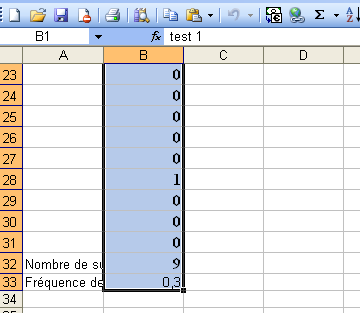 B1 fx test 1
A B C D
23 0
24 0
25 0
26 0
27 0
28 1
29 0
30 0
31 0
32 Nombre de su 9
33 Fréquence de 0,3
34
35